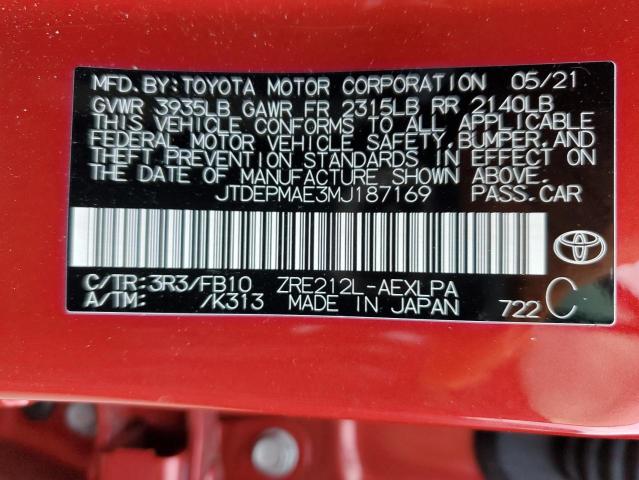 MFD.BY:TOYOTA MOTOR CORPORATION 05/21
GVWR 3935LB GAWR FR 2315LB RR 2140LB
THIS VEHICLE CONFORMS TO ALL APPLICABLE
FEDERAL MOTOR VEHICLE SAFETY,BUMPER,AND
THEFT PREVENTION STANDARDS IN EFFECT ON
THE DATE OF MANUFACTURE SHOWN ABOVE.
JTDEPMAE3MJ187169 PASS.CAR
C/TR:3R3/FB10 ZRE212L-AEXLPA
A/TM: /K313 MADE IN JAPAN 722 C